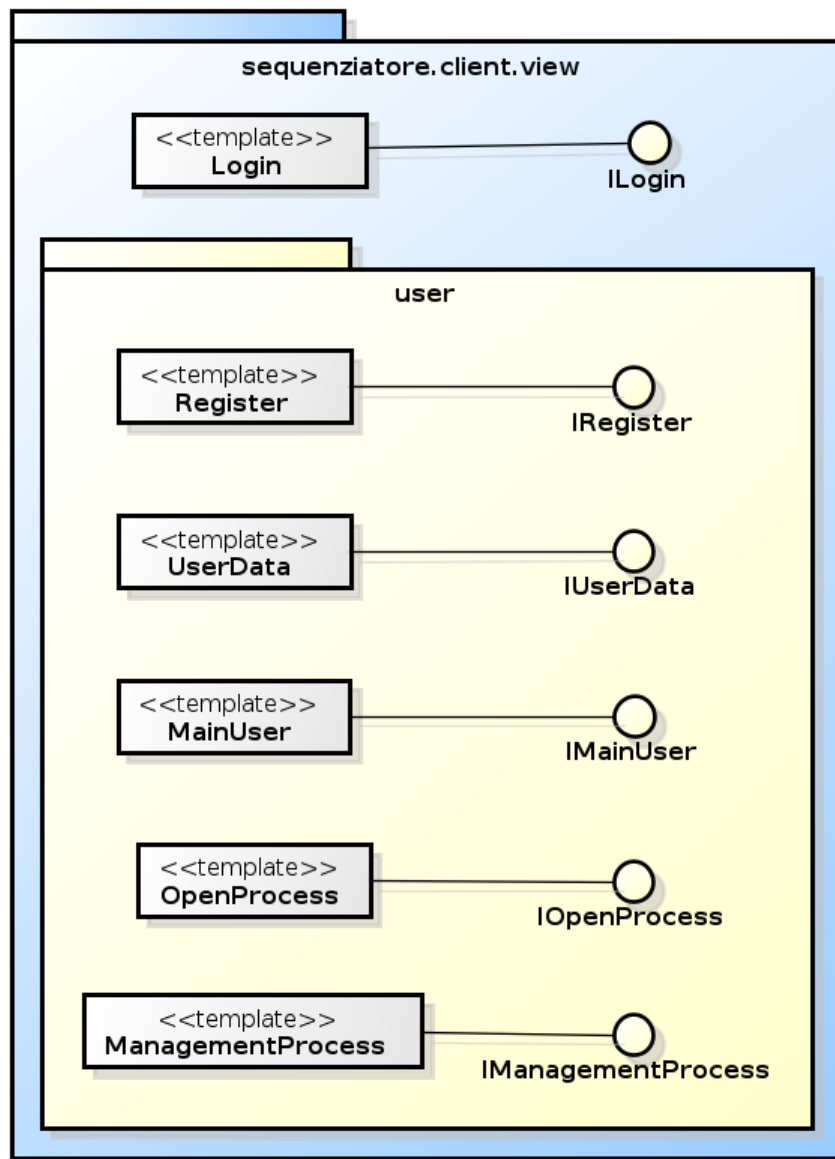 sequenziatore.client.view
<<template>>
Login
ILogin
user
<<template>>
Register
IRegister
<<template>>
UserData
IUserData
<<template>>
MainUser
IMainUser
<<template>>
OpenProcess
IOpenProcess
<<template>>
ManagementProcess
IManagementProcess